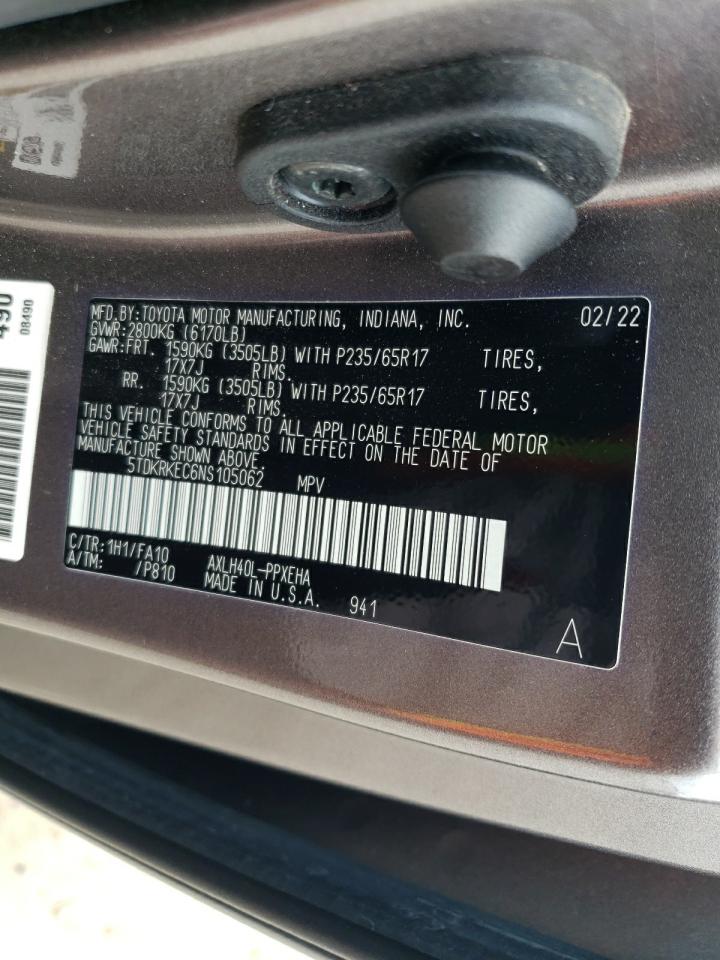 490
08490
MFD.BY:TOYOTA MOTOR MANUFACTURING, INDIANA, INC. 02/22
GVWR:2800KG (6170LB)
GAWR:FRT. 1590KG (3505LB) WITH P235/65R17 TIRES,
17X7J RIMS.
RR. 1590KG (3505LB) WITH P235/65R17 TIRES,
17X7J RIMS.
THIS VEHICLE CONFORMS TO ALL APPLICABLE FEDERAL MOTOR
VEHICLE SAFETY STANDARDS IN EFFECT ON THE DATE OF
MANUFACTURE SHOWN ABOVE.
5TDKRKEC6NS105062 MPV
C/TR:1H1/FA10 AXLH40L-PPXEHA
A/TM: /P810 MADE IN U.S.A. 941
A